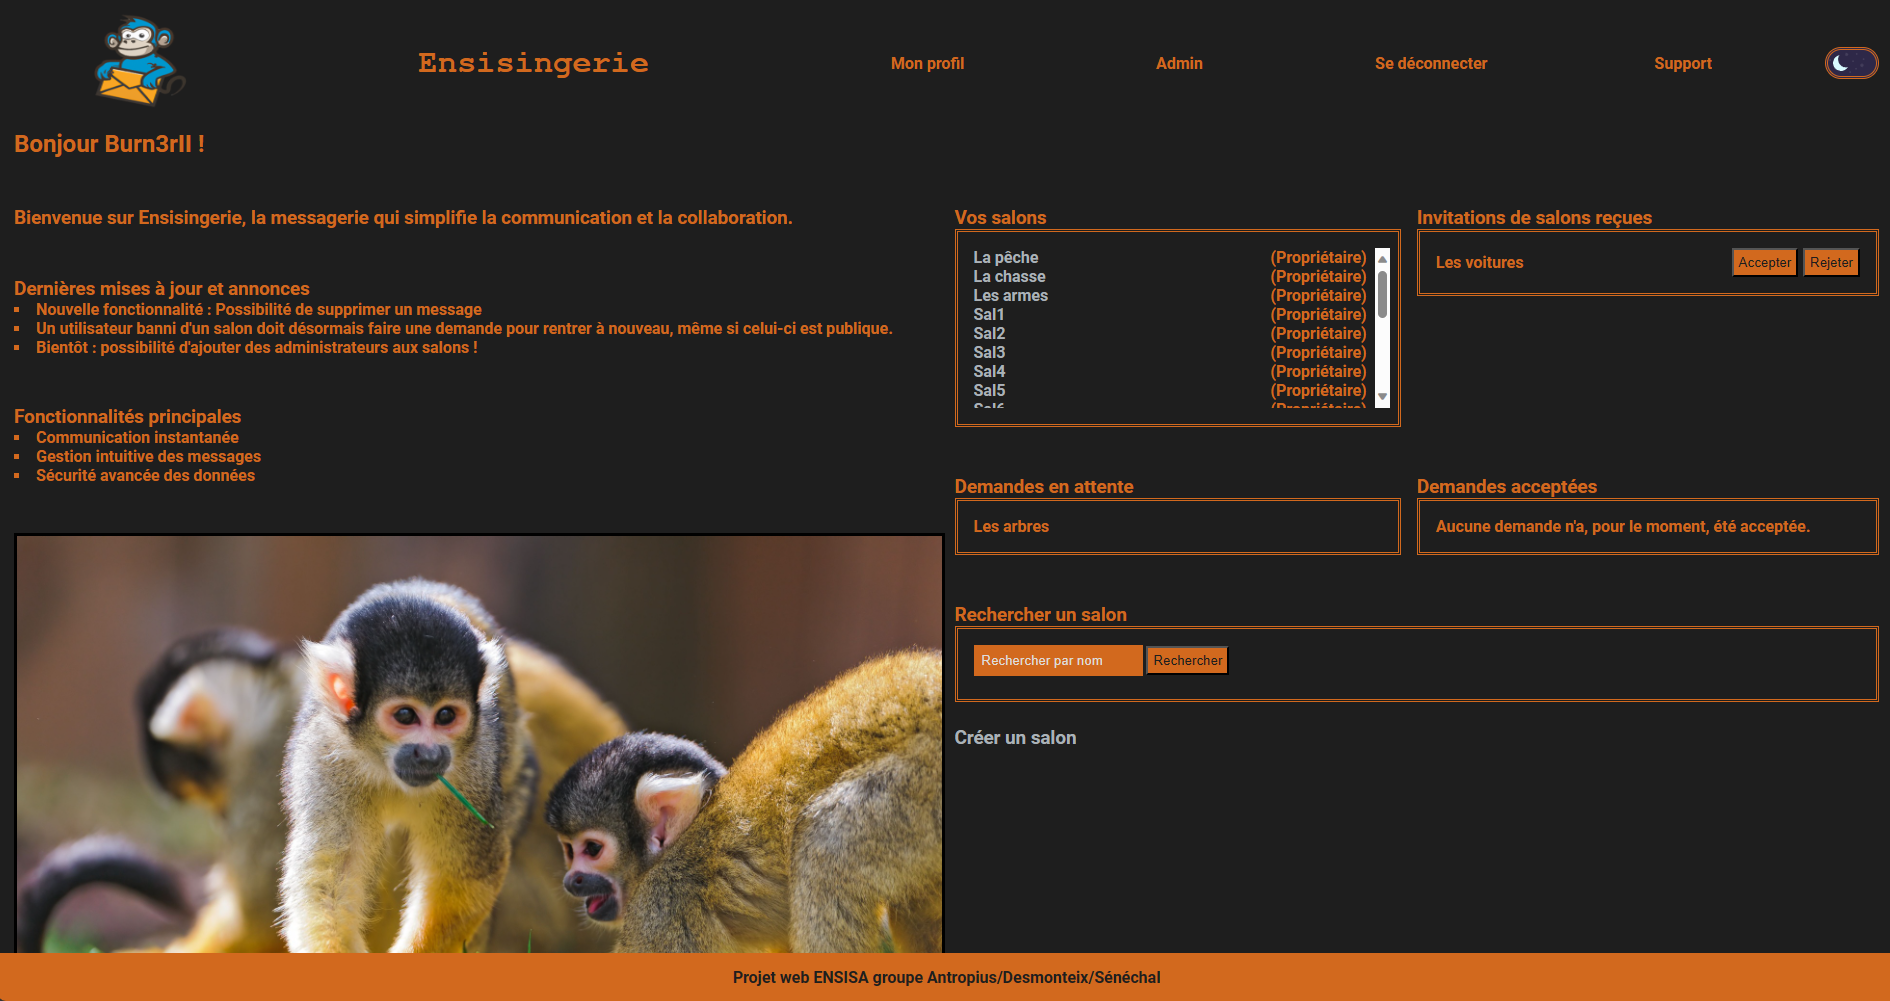 Ensisingerie
Mon profil
Admin
Se déconnecter
Support
Bonjour Burn3rII !
Bienvenue sur Ensisingerie, la messagerie qui simplifie la communication et la collaboration.
Dernières mises à jour et annonces
Nouvelle fonctionnalité : Possibilité de supprimer un message
Un utilisateur banni d'un salon doit désormais faire une demande pour rentrer à nouveau, même si celui-ci est publique.
Bientôt : possibilité d'ajouter des administrateurs aux salons !
Fonctionnalités principales
Communication instantanée
Gestion intuitive des messages
Sécurité avancée des données
Vos salons
La pêche (Propriétaire)
La chasse (Propriétaire)
Les armes (Propriétaire)
Sal1 (Propriétaire)
Sal2 (Propriétaire)
Sal3 (Propriétaire)
Sal4 (Propriétaire)
Sal5 (Propriétaire)
Sal6 (Propriétaire)
Invitations de salons reçues
Les voitures Accepter Rejeter
Demandes en attente
Les arbres
Demandes acceptées
Aucune demande n'a, pour le moment, été acceptée.
Rechercher un salon
Rechercher par nom Rechercher
Créer un salon
Projet web ENSISA groupe Antropius/Desmonteix/Sénéchal